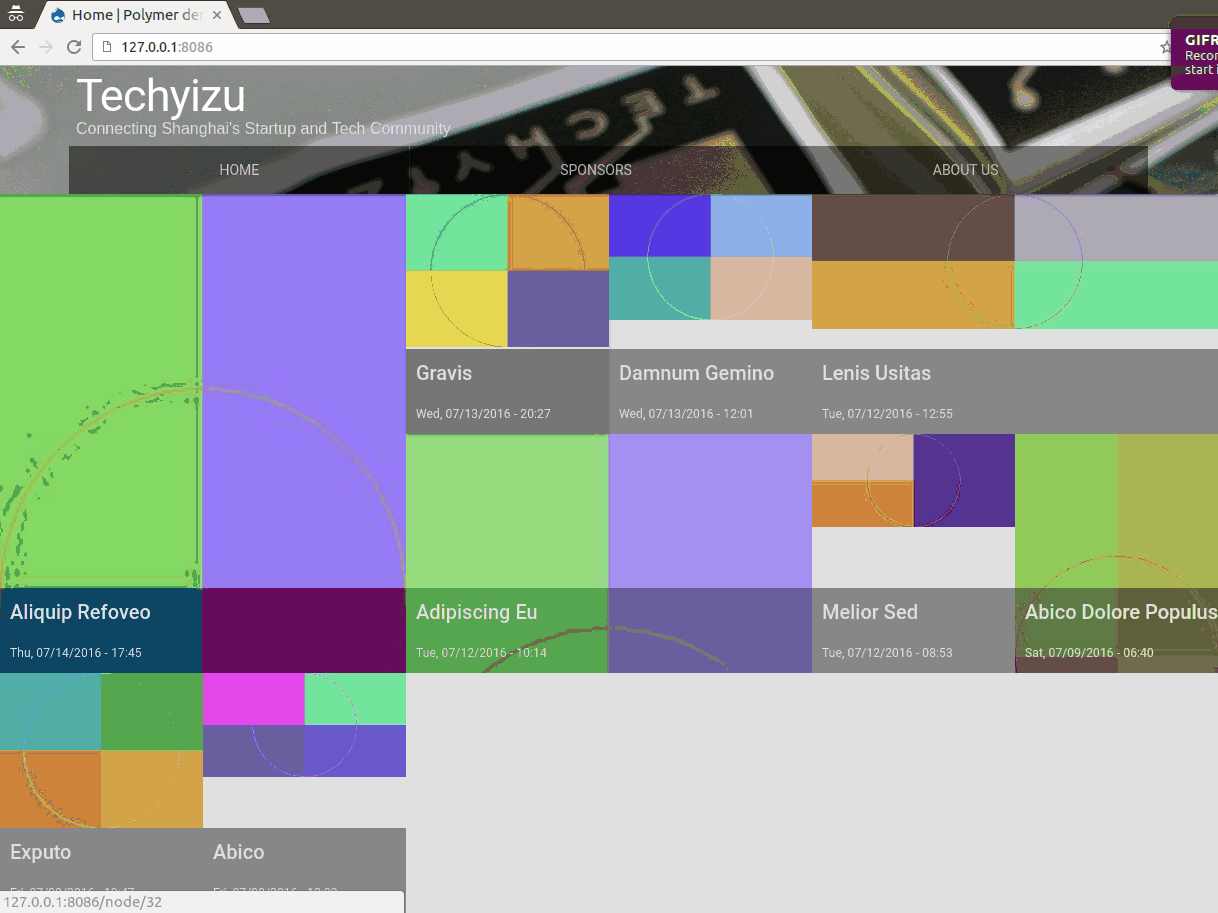 Home | Polymer de
127.0.0.1:8086
GIFR
Recor
start
Techyizu
Connecting Shanghai's Startup and Tech Community
TECHYI
HOME
SPONSORS
ABOUT US
Gravis
Damnum Gemino
Lenis Usitas
Wed, 07/13/2016 - 20:27
Wed, 07/13/2016 - 12:01
Tue, 07/12/2016 - 12:55
Aliquip Refoveo
Adipiscing Eu
Melior Sed
Abico Dolore Populus
Thu, 07/14/2016 - 17:45
Tue, 07/12/2016 - 10:14
Tue, 07/12/2016 - 08:53
Sat, 07/09/2016 - 06:40
Exputo
Abico
127.0.0.1:8086/node/32